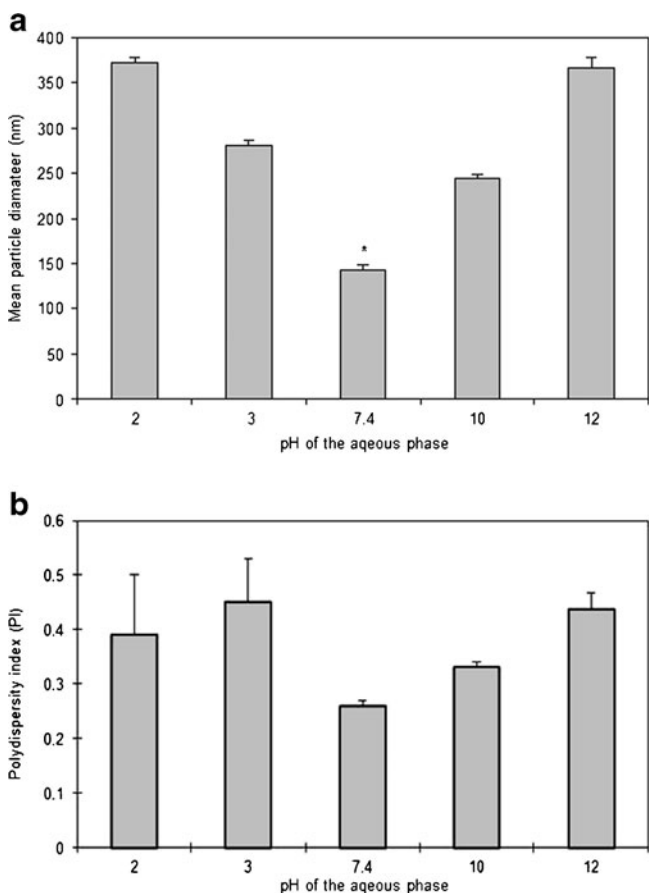 a
400
350
300
250
200
150
100
50
0
Mean particle diamateer (nm)
*
2 3 7.4 10 12
pH of the aqeous phase
b
0.6
0.5
0.4
0.3
0.2
0.1
0
Polydispersity index (PI)
2 3 7.4 10 12
pH of the aqeous phase